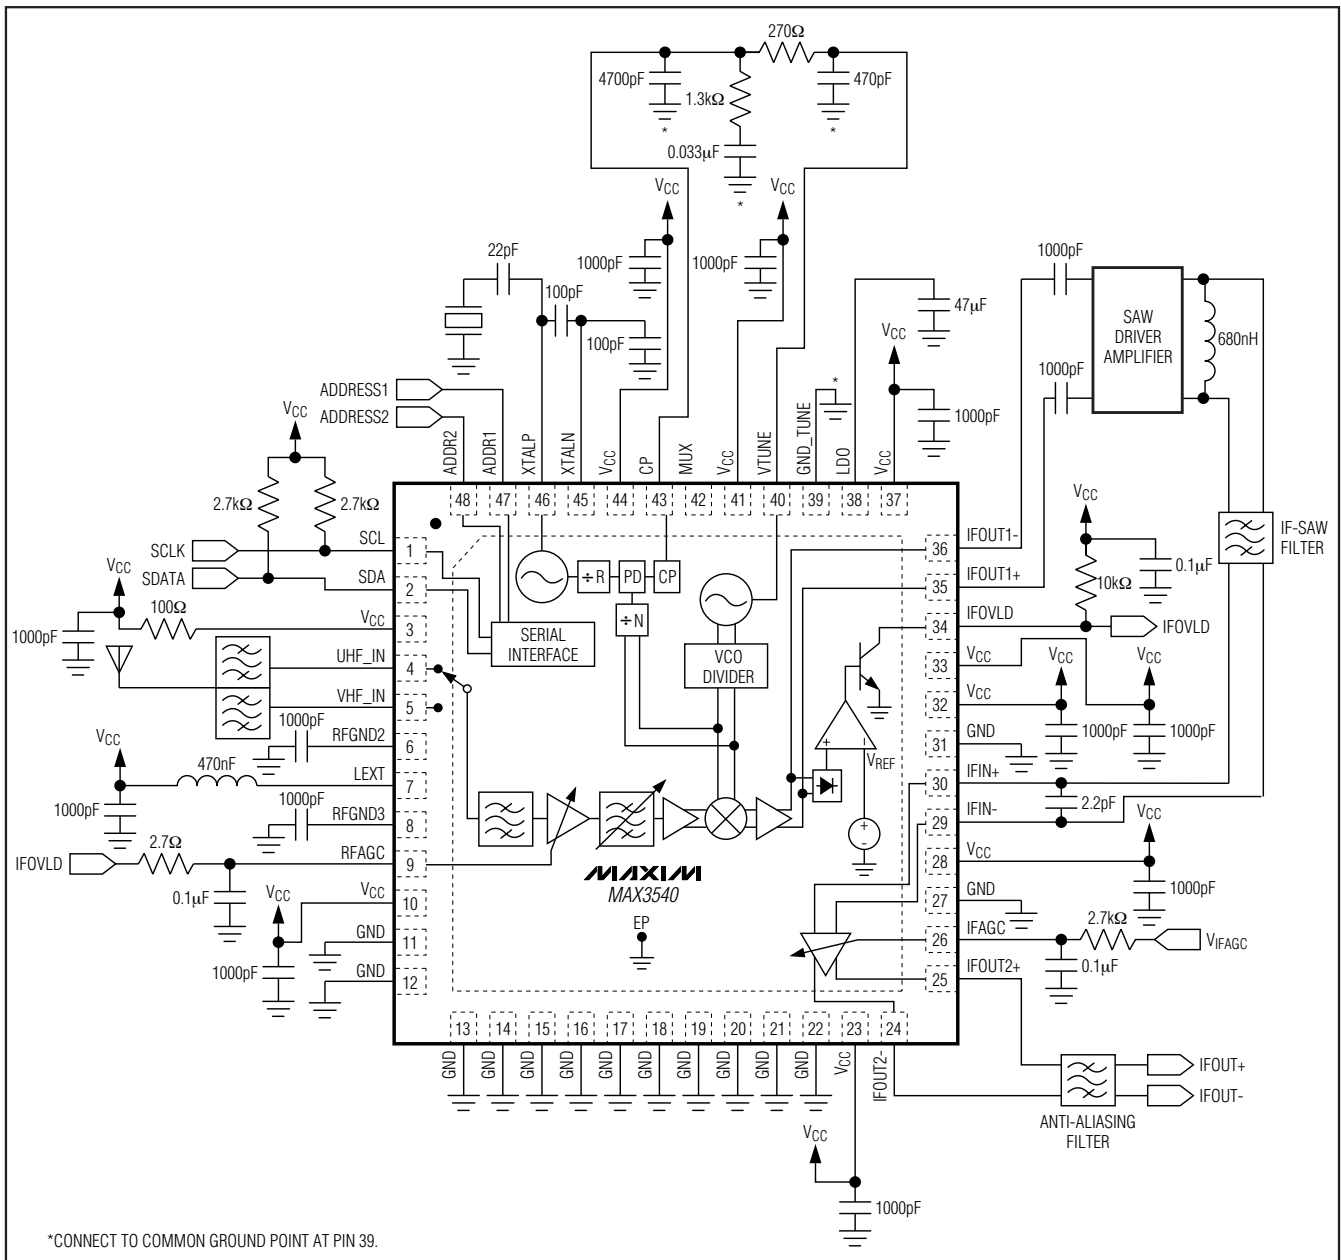 270Ω
4700pF
1.3kΩ
470pF
*
*
0.033µF
*
VCC
VCC
22pF
1000pF
1000pF
1000pF
100pF
47µF
SAW
DRIVER
AMPLIFIER
680nH
100pF
VCC
1000pF
ADDRESS1
*
1000pF
ADDRESS2
VCC
ADDR2
ADDR1
XTALP
XTALN
VCC
CP
MUX
VCC
VTUNE
GND_TUNE
LDO
VCC
2.7kΩ
2.7kΩ
48
47
46
45
44
43
42
41
40
39
38
37
VCC
SCLK
SCL
1
36
IFOUT1-
IF-SAW
FILTER
SDATA
SDA
2
÷R
PD
CP
35
IFOUT1+
10kΩ
0.1µF
VCC
100Ω
VCC
3
÷N
34
IFOVLD
IFOVLD
1000pF
SERIAL
INTERFACE
VCO
DIVIDER
33
VCC
VCC
VCC
UHF_IN
4
VHF_IN
5
32
VCC
1000pF
1000pF
1000pF
RFGND2
6
+
−
VREF
31
GND
VCC
470nF
LEXT
7
30
IFIN+
1000pF
1000pF
2.2pF
RFGND3
8
+
-
29
IFIN-
VCC
IFOVLD
2.7Ω
RFAGC
9
MAXIM
MAX3540
28
VCC
1000pF
0.1µF
VCC
VCC
10
EP
27
GND
2.7kΩ
GND
11
26
IFAGC
VIFAGC
1000pF
0.1µF
GND
12
25
IFOUT2+
13
14
15
16
17
18
19
20
21
22
23
24
GND
GND
GND
GND
GND
GND
GND
GND
GND
GND
VCC
IFOUT2-
IFOUT+
IFOUT-
ANTI-ALIASING
FILTER
VCC
1000pF
*CONNECT TO COMMON GROUND POINT AT PIN 39.